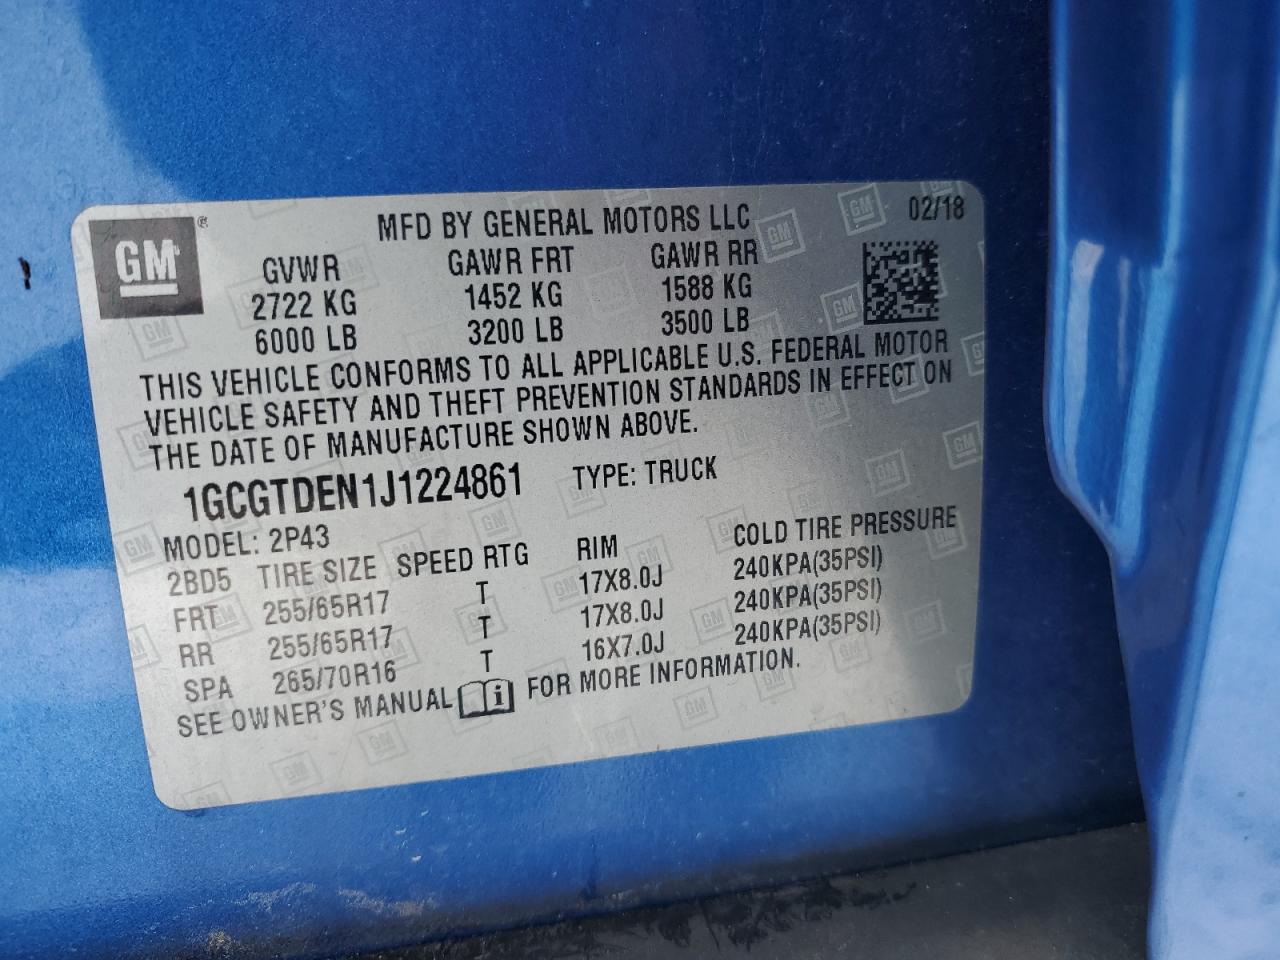 GM ®
MFD BY GENERAL MOTORS LLC 02/18
GVWR GAWR FRT GAWR RR
2722 KG 1452 KG 1588 KG
6000 LB 3200 LB 3500 LB
THIS VEHICLE CONFORMS TO ALL APPLICABLE U.S. FEDERAL MOTOR
VEHICLE SAFETY AND THEFT PREVENTION STANDARDS IN EFFECT ON
THE DATE OF MANUFACTURE SHOWN ABOVE.
1GCGTDEN1J1224861 TYPE: TRUCK
MODEL: 2P43
2BD5 TIRE SIZE SPEED RTG RIM COLD TIRE PRESSURE
FRT 255/65R17 T 17X8.0J 240KPA(35PSI)
RR 255/65R17 T 17X8.0J 240KPA(35PSI)
SPA 265/70R16 T 16X7.0J 240KPA(35PSI)
SEE OWNER'S MANUAL i FOR MORE INFORMATION.